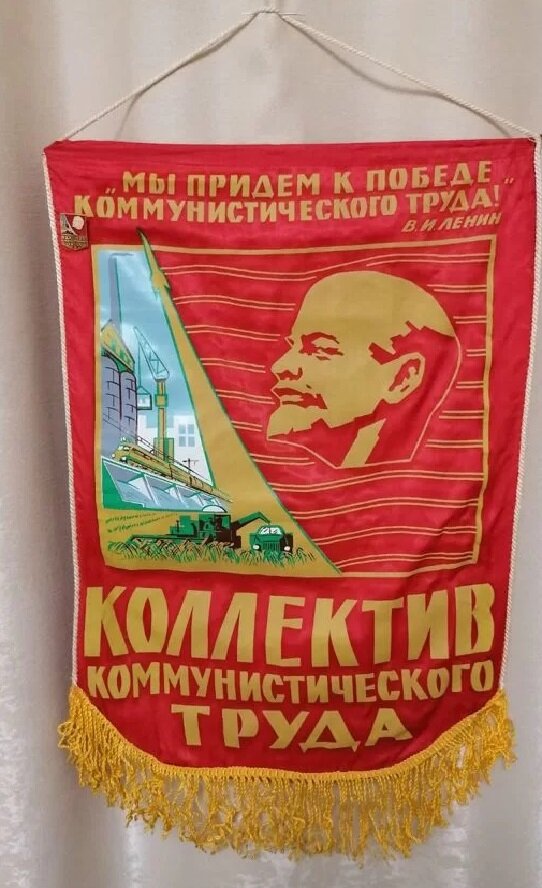 „МЫ ПРИДЕМ К ПОБЕДЕ
КОММУНИСТИЧЕСКОГО ТРУДА!"
В.И.ЛЕНИН
КОЛЛЕКТИВ
КОММУНИСТИЧЕСКОГО
ТРУДА